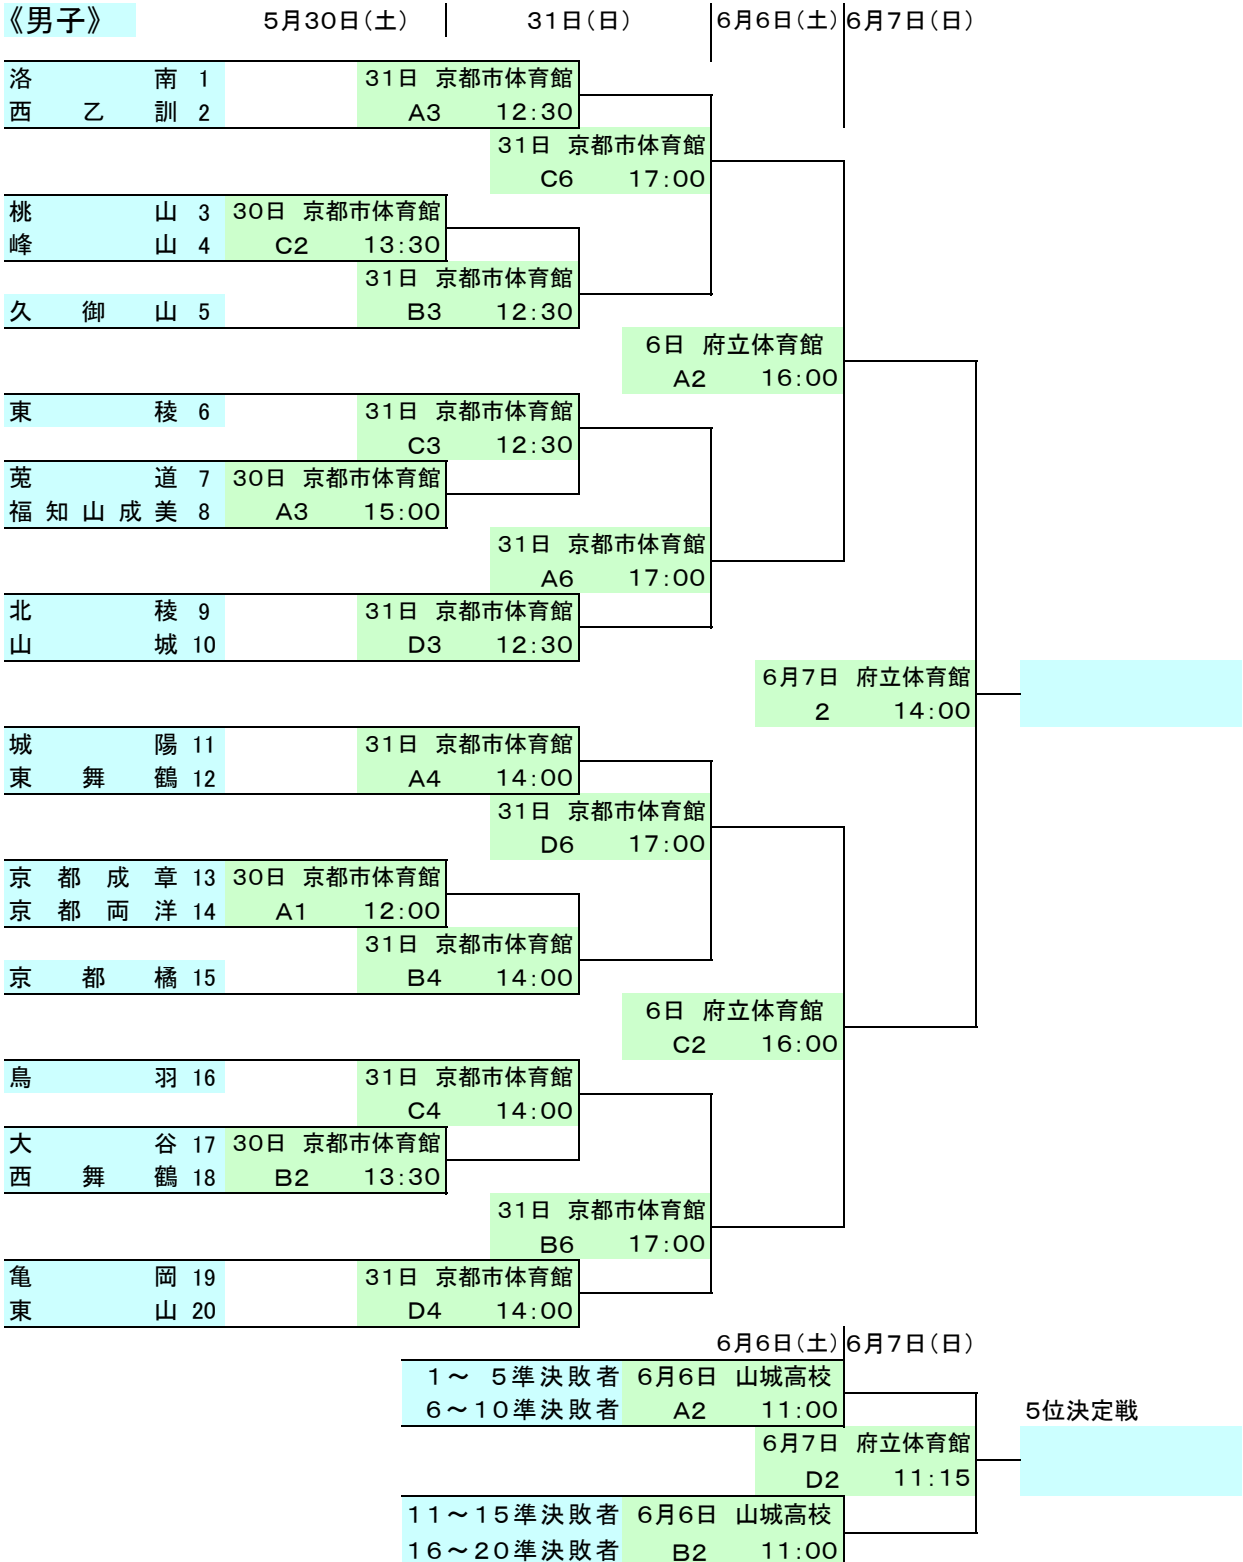 《男子》 5月30日(土) 31日(日) 6月6日(土) 6月7日(日)
洛南 1 31日 京都市体育館
西乙訓 2 A3 12:30
31日 京都市体育館
C6 17:00
桃山 3 30日 京都市体育館
峰山 4 C2 13:30
31日 京都市体育館
久御山 5 B3 12:30
6日 府立体育館
A2 16:00
東稜 6 31日 京都市体育館
C3 12:30
莵道 7 30日 京都市体育館
福知山成美 8 A3 15:00
31日 京都市体育館
A6 17:00
北稜 9 31日 京都市体育館
山城 10 D3 12:30
6月7日 府立体育館
2 14:00
城陽 11 31日 京都市体育館
東舞鶴 12 A4 14:00
31日 京都市体育館
D6 17:00
京都成章 13 30日 京都市体育館
京都両洋 14 A1 12:00
31日 京都市体育館
京都橘 15 B4 14:00
6日 府立体育館
C2 16:00
鳥羽 16 31日 京都市体育館
C4 14:00
大谷 17 30日 京都市体育館
西舞鶴 18 B2 13:30
31日 京都市体育館
B6 17:00
亀岡 19 31日 京都市体育館
東山 20 D4 14:00
6月6日(土) 6月7日(日)
1～ 5準決敗者 6月6日 山城高校
6～10準決敗者 A2 11:00 5位決定戦
6月7日 府立体育館
D2 11:15
11～15準決敗者 6月6日 山城高校
16～20準決敗者 B2 11:00